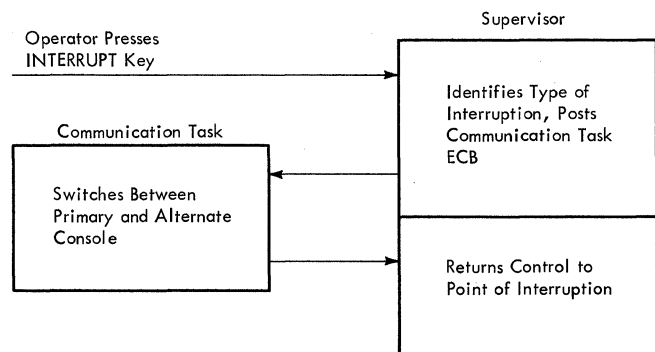 Supervisor
Operator Presses
INTERRUPT Key
Identifies Type of
Interruption, Posts
Communication Task
ECB
Communication Task
Switches Between
Primary and Alternate
Console
Returns Control to
Point of Interruption